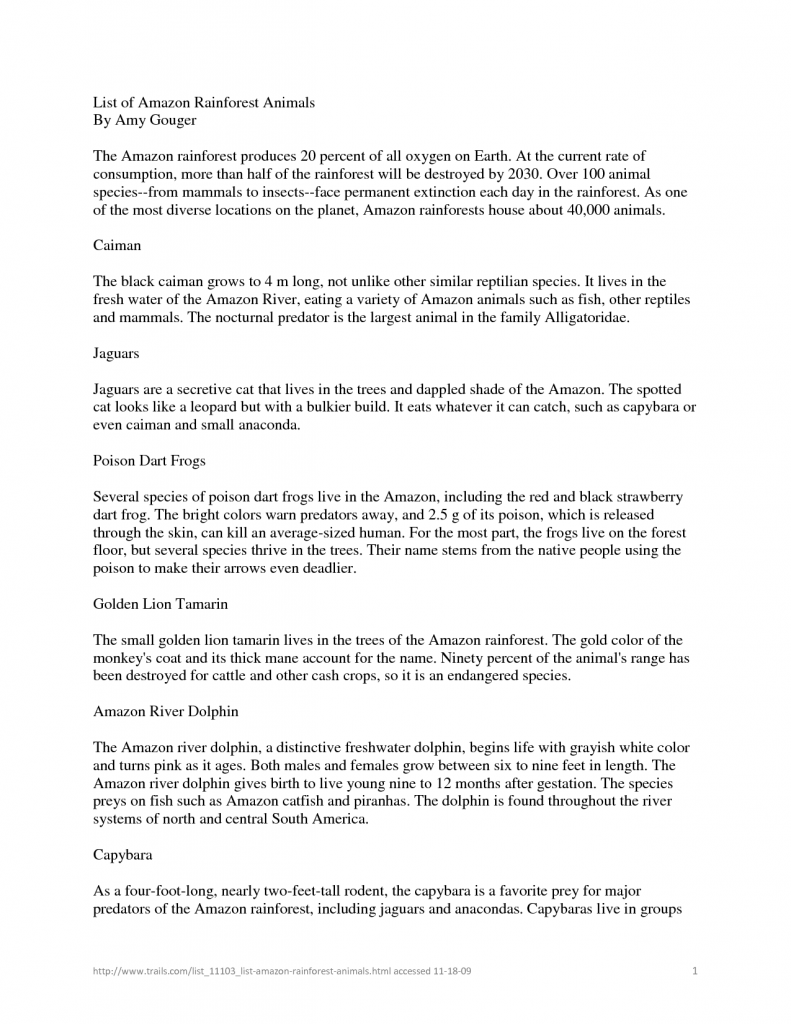 List of Amazon Rainforest Animals
By Amy Gouger
The Amazon rainforest produces 20 percent of all oxygen on Earth. At the current rate of
consumption, more than half of the rainforest will be destroyed by 2030. Over 100 animal
species--from mammals to insects--face permanent extinction each day in the rainforest. As one
of the most diverse locations on the planet, Amazon rainforests house about 40,000 animals.
Caiman
The black caiman grows to 4 m long, not unlike other similar reptilian species. It lives in the
fresh water of the Amazon River, eating a variety of Amazon animals such as fish, other reptiles
and mammals. The nocturnal predator is the largest animal in the family Alligatoridae.
Jaguars
Jaguars are a secretive cat that lives in the trees and dappled shade of the Amazon. The spotted
cat looks like a leopard but with a bulkier build. It eats whatever it can catch, such as capybara or
even caiman and small anaconda.
Poison Dart Frogs
Several species of poison dart frogs live in the Amazon, including the red and black strawberry
dart frog. The bright colors warn predators away, and 2.5 g of its poison, which is released
through the skin, can kill an average-sized human. For the most part, the frogs live on the forest
floor, but several species thrive in the trees. Their name stems from the native people using the
poison to make their arrows even deadlier.
Golden Lion Tamarin
The small golden lion tamarin lives in the trees of the Amazon rainforest. The gold color of the
monkey's coat and its thick mane account for the name. Ninety percent of the animal's range has
been destroyed for cattle and other cash crops, so it is an endangered species.
Amazon River Dolphin
The Amazon river dolphin, a distinctive freshwater dolphin, begins life with grayish white color
and turns pink as it ages. Both males and females grow between six to nine feet in length. The
Amazon river dolphin gives birth to live young nine to 12 months after gestation. The species
preys on fish such as Amazon catfish and piranhas. The dolphin is found throughout the river
systems of north and central South America.
Capybara
As a four-foot-long, nearly two-feet-tall rodent, the capybara is a favorite prey for major
predators of the Amazon rainforest, including jaguars and anacondas. Capybaras live in groups
http://www.trails.com/list_11103_list-amazon-rainforest-animals.html accessed 11-18-09 1